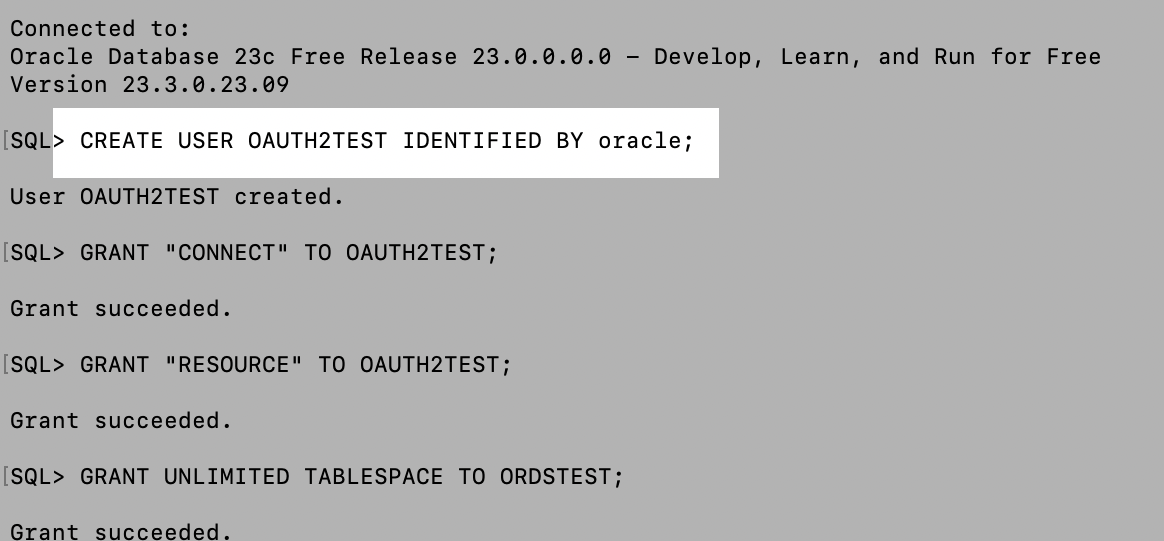 Connected to:
Oracle Database 23c Free Release 23.0.0.0.0 – Develop, Learn, and Run for Free
Version 23.3.0.23.09
[SQL> CREATE USER OAUTH2TEST IDENTIFIED BY oracle;
User OAUTH2TEST created.
[SQL> GRANT "CONNECT" TO OAUTH2TEST;
Grant succeeded.
[SQL> GRANT "RESOURCE" TO OAUTH2TEST;
Grant succeeded.
[SQL> GRANT UNLIMITED TABLESPACE TO ORDSTEST;
Grant succeeded.